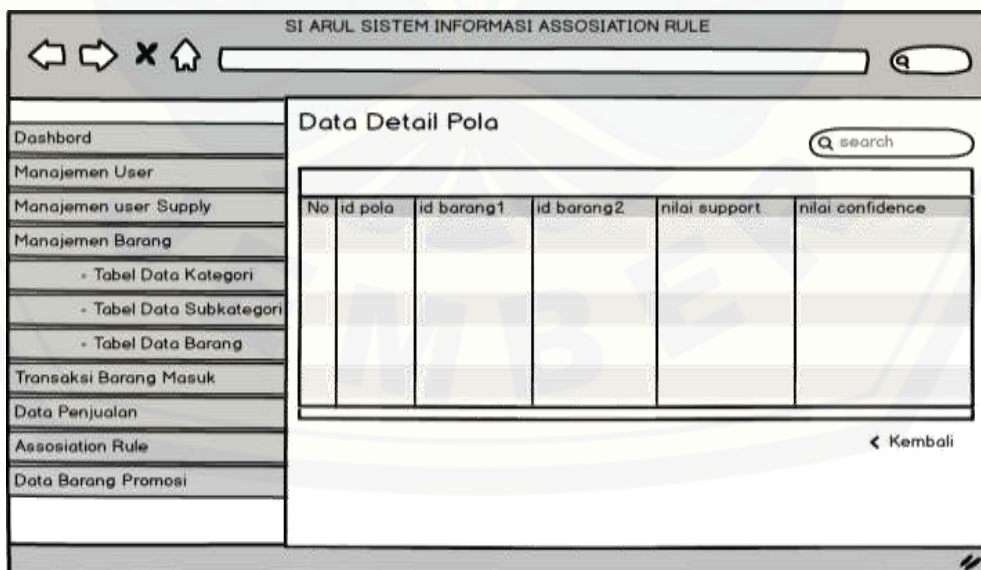 SI ARUL SISTEM INFORMASI ASSOSIATION RULE
Dashbord
Manajemen User
Manajemen user Supply
Manajemen Barang
- Tabel Data Kategori
- Tabel Data Subkategori
- Tabel Data Barang
Transaksi Barang Masuk
Data Penjualan
Assosiation Rule
Data Barang Promosi
Data Detail Pola
search
No id pola id barang1 id barang2 nilai support nilai confidence
< Kembali